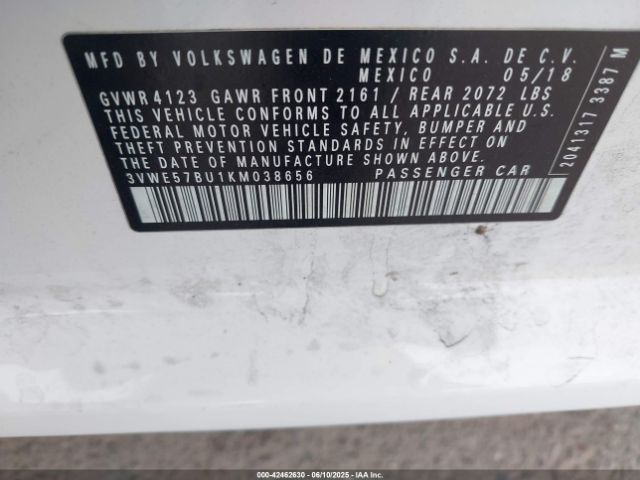 MFD BY VOLKSWAGEN DE MEXICO S.A. DE C.V.
MEXICO 05/18
GVWR 4123 GAWR FRONT 2161 / REAR 2072 LBS
THIS VEHICLE CONFORMS TO ALL APPLICABLE U.S.
FEDERAL MOTOR VEHICLE SAFETY, BUMPER AND
THEFT PREVENTION STANDARDS IN EFFECT ON
THE DATE OF MANUFACTURE SHOWN ABOVE.
3VWE57BU1KM038656 PASSENGER CAR
2041317 3387 M
000-42462630 - 06/10/2025 - IAA Inc.